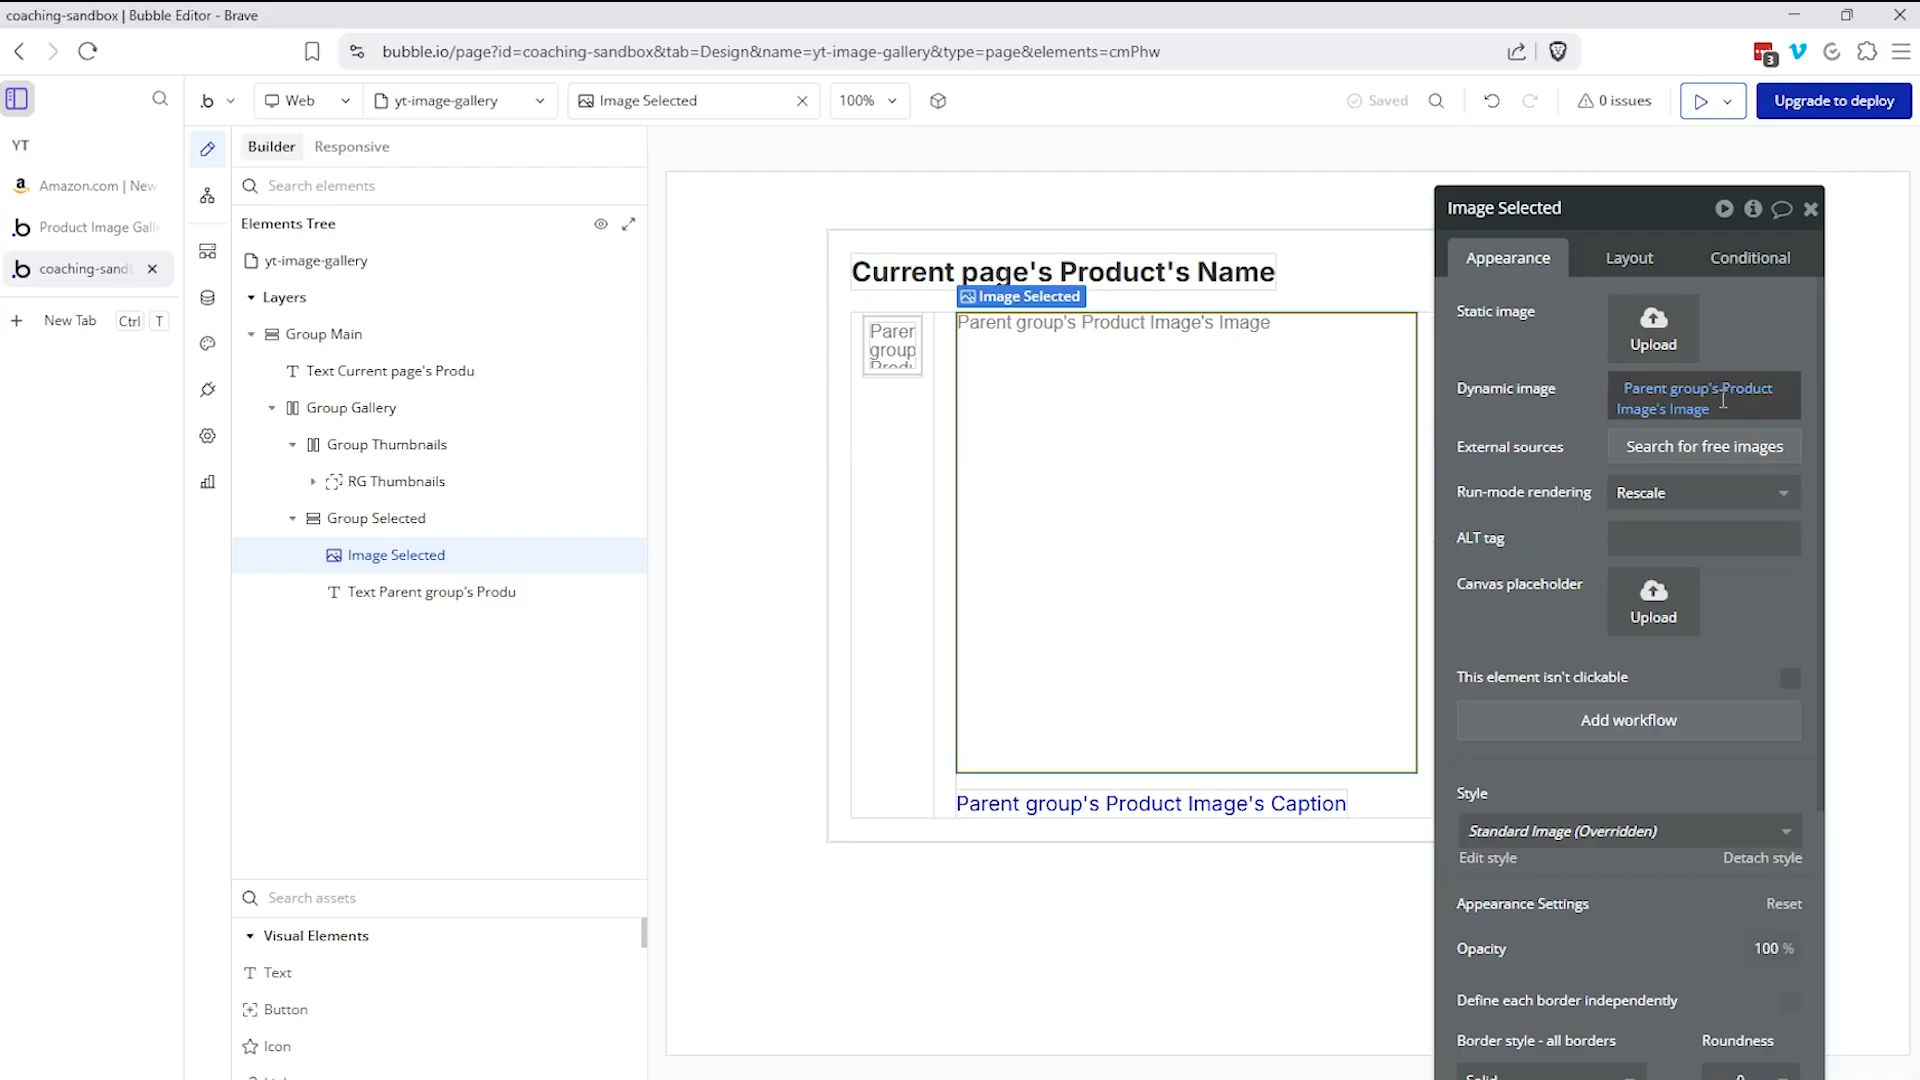 coaching-sandbox | Bubble Editor - Brave
bubble.io/page?id=coaching-sandbox&tab=Design&name=yt-image-gallery&type=page&elements=cmPhw
3
YT
Amazon.com | New
Product Image Gall
coaching-sand
New Tab Ctrl T
Web
yt-image-gallery
Image Selected
100%
Saved
0 issues
Upgrade to deploy
Builder
Responsive
Search elements
Elements Tree
yt-image-gallery
Layers
Group Main
Text Current page's Produ
Group Gallery
Group Thumbnails
RG Thumbnails
Group Selected
Image Selected
Text Parent group's Produ
Search assets
Visual Elements
Text
Button
Icon
Current page's Product's Name
Image Selected
Parent group's Product Image's Image
Paren
group
Produ
Parent group's Product Image's Caption
Image Selected
Appearance
Layout
Conditional
Static image
Upload
Dynamic image
Parent group's Product
Image's Image
External sources
Search for free images
Run-mode rendering
Rescale
ALT tag
Canvas placeholder
Upload
This element isn't clickable
Add workflow
Style
Standard Image (Overridden)
Edit style
Detach style
Appearance Settings
Reset
Opacity
100 %
Define each border independently
Border style - all borders
Roundness
Solid
0